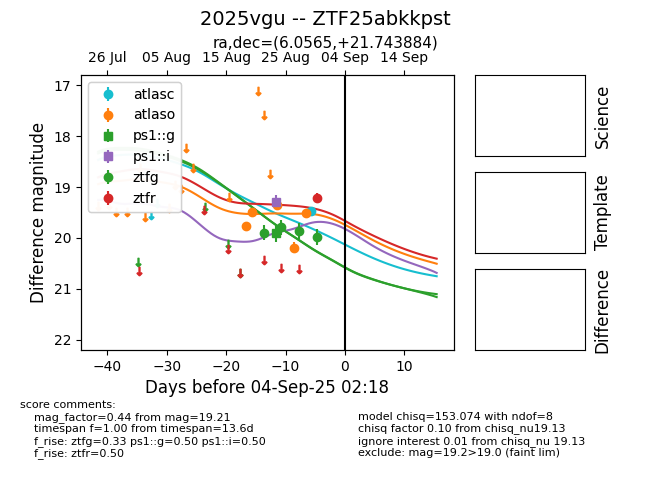 2025vgu -- ZTF25abkkpst
ra,dec=(6.0565,+21.743884)
26 Jul 05 Aug 15 Aug 25 Aug 04 Sep 14 Sep
17
18
19
20
21
22
Difference magnitude
atlasc
atlaso
ps1::g
ps1::i
ztfg
ztfr
−40 −30 −20 −10 0 10
Days before 04-Sep-25 02:18
Science
Template
Difference
score comments:
mag_factor=0.44 from mag=19.21
timespan f=1.00 from timespan=13.6d
f_rise: ztfg=0.33 ps1::g=0.50 ps1::i=0.50
f_rise: ztfr=0.50
model chisq=153.074 with ndof=8
chisq factor 0.10 from chisq_nu19.13
ignore interest 0.01 from chisq_nu 19.13
exclude: mag=19.2>19.0 (faint lim)